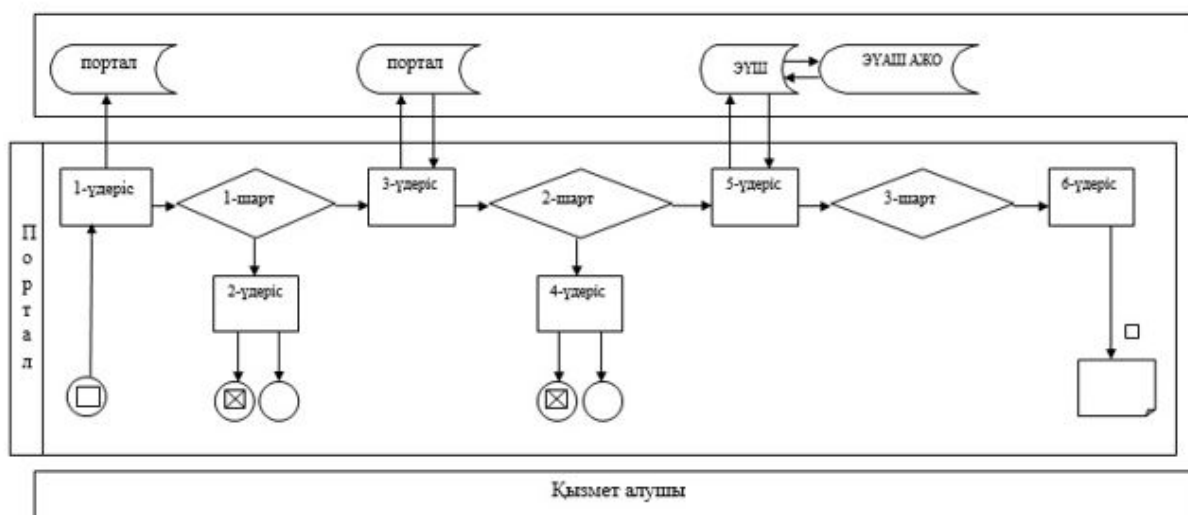 портал
портал
ЭҮШ
ЭҮАШ АЖО
Портал
1-үдеріс
1-шарт
3-үдеріс
2-шарт
5-үдеріс
3-шарт
6-үдеріс
2-үдеріс
4-үдеріс
Қызмет алушы